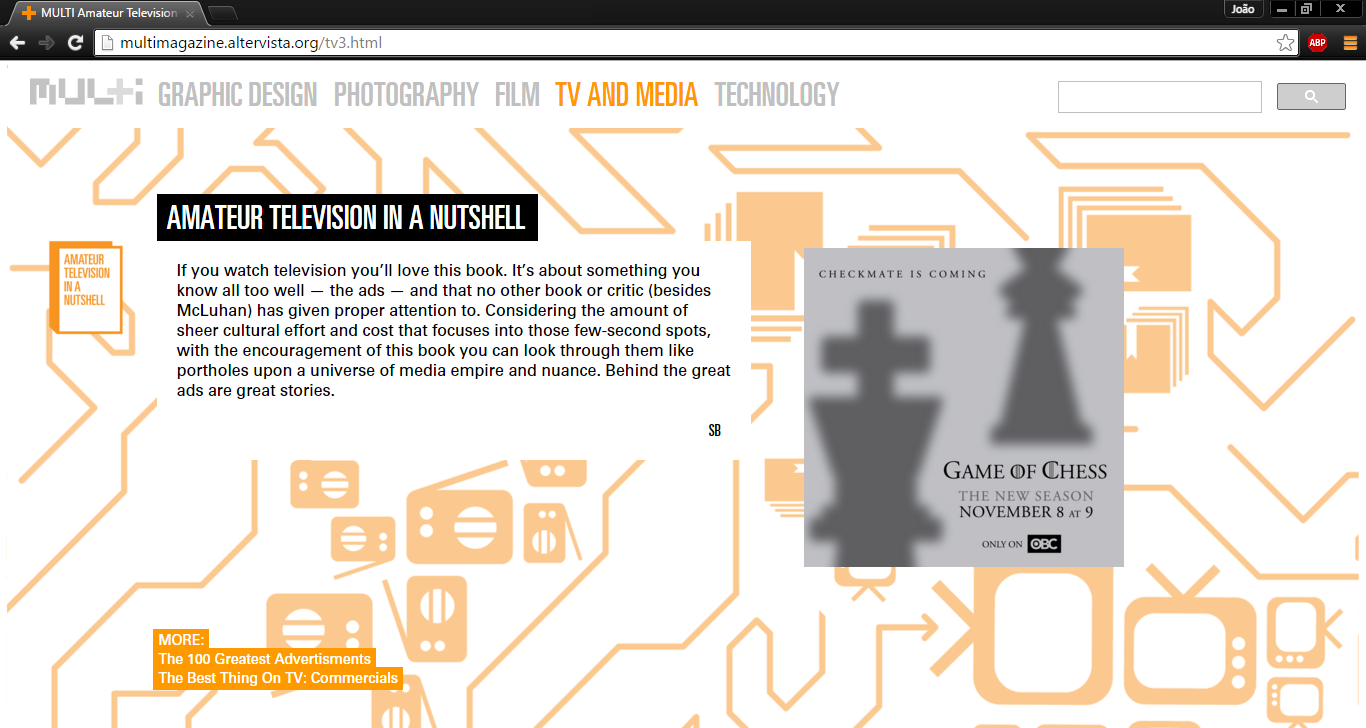 MULTI Amateur Television
João
multimagazine.altervista.org/tv3.html
ABP
MULTI
GRAPHIC DESIGN PHOTOGRAPHY FILM TV AND MEDIA TECHNOLOGY
AMATEUR TELEVISION IN A NUTSHELL
AMATEUR
TELEVISION
IN A
NUTSHELL
If you watch television you’ll love this book. It’s about something you
know all too well — the ads — and that no other book or critic (besides
McLuhan) has given proper attention to. Considering the amount of
sheer cultural effort and cost that focuses into those few-second spots,
with the encouragement of this book you can look through them like
portholes upon a universe of media empire and nuance. Behind the great
ads are great stories.
SB
CHECKMATE IS COMING
GAME OF CHESS
THE NEW SEASON
NOVEMBER 8 AT 9
ONLY ON OBC
MORE:
The 100 Greatest Advertisments
The Best Thing On TV: Commercials